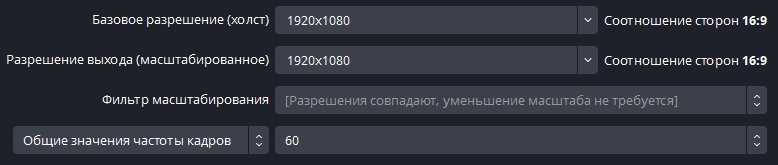 Базовое разрешение (холст) 1920x1080 Соотношение сторон 16:9
Разрешение выхода (масштабированное) 1920x1080 Соотношение сторон 16:9
Фильтр масштабирования [Разрешения совпадают, уменьшение масштаба не требуется]
Общие значения частоты кадров 60